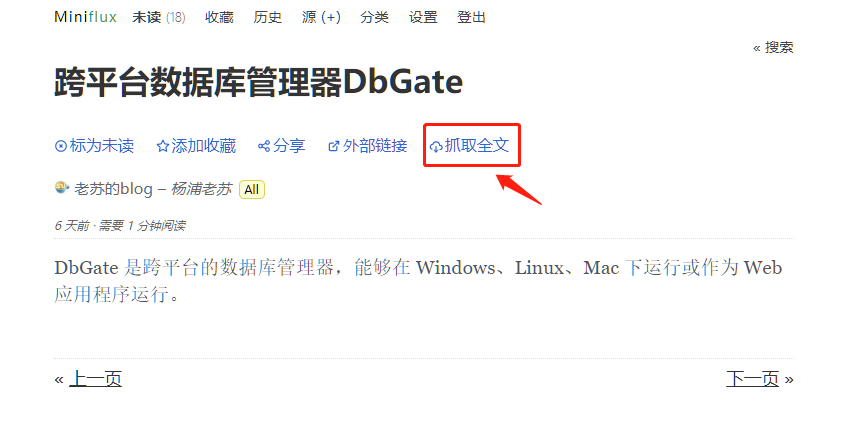 Miniflux 未读 (18) 收藏 历史 源 (+) 分类 设置 登出
« 搜索
跨平台数据库管理器DbGate
标为未读 添加收藏 分享 外部链接 抓取全文
老苏的blog – 杨浦老苏 All
6 天前 · 需要 1 分钟阅读
DbGate 是跨平台的数据库管理器，能够在 Windows、Linux、Mac 下运行或作为 Web
应用程序运行。
« 上一页 下一页 »